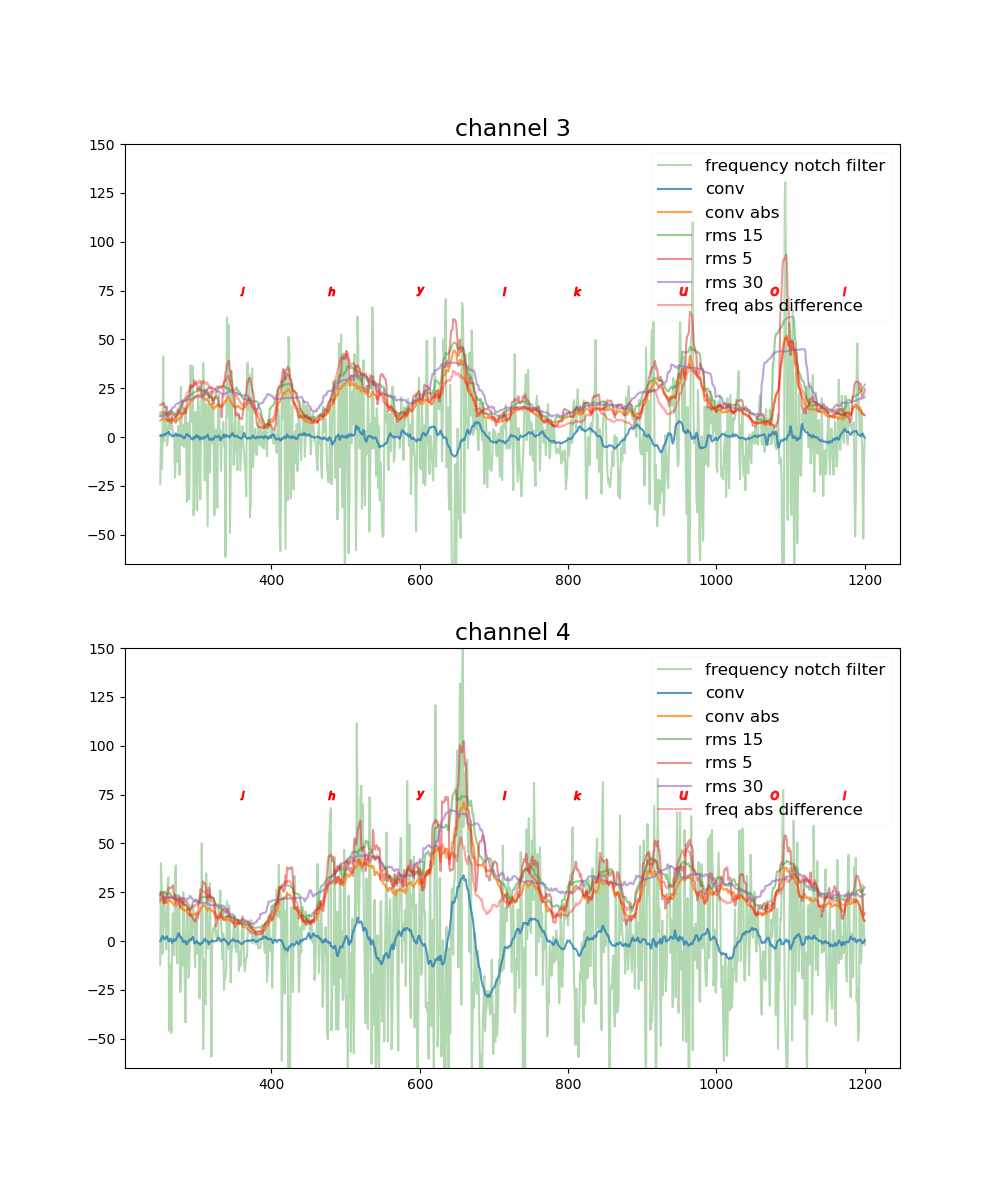 channel 3
150
125
100
75
50
25
0
−25
−50
400 600 800 1000 1200
frequency notch filter
conv
conv abs
rms 15
rms 5
rms 30
freq abs difference
h y k u o
channel 4
150
125
100
75
50
25
0
−25
−50
400 600 800 1000 1200
frequency notch filter
conv
conv abs
rms 15
rms 5
rms 30
freq abs difference
h y k u o